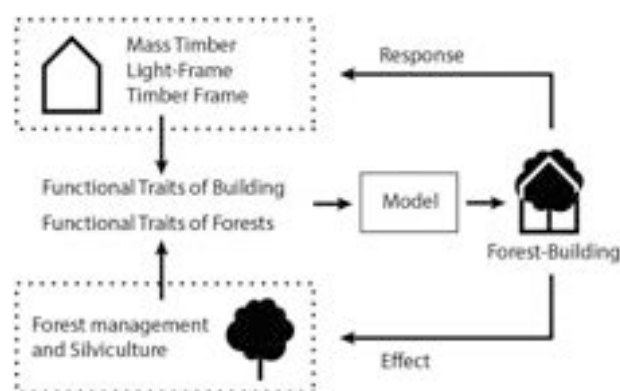 Mass Timber
Light-Frame
Timber Frame
Response
Functional Traits of Building
Functional Traits of Forests
Model
Forest-Building
Forest management
and Silviculture
Effect